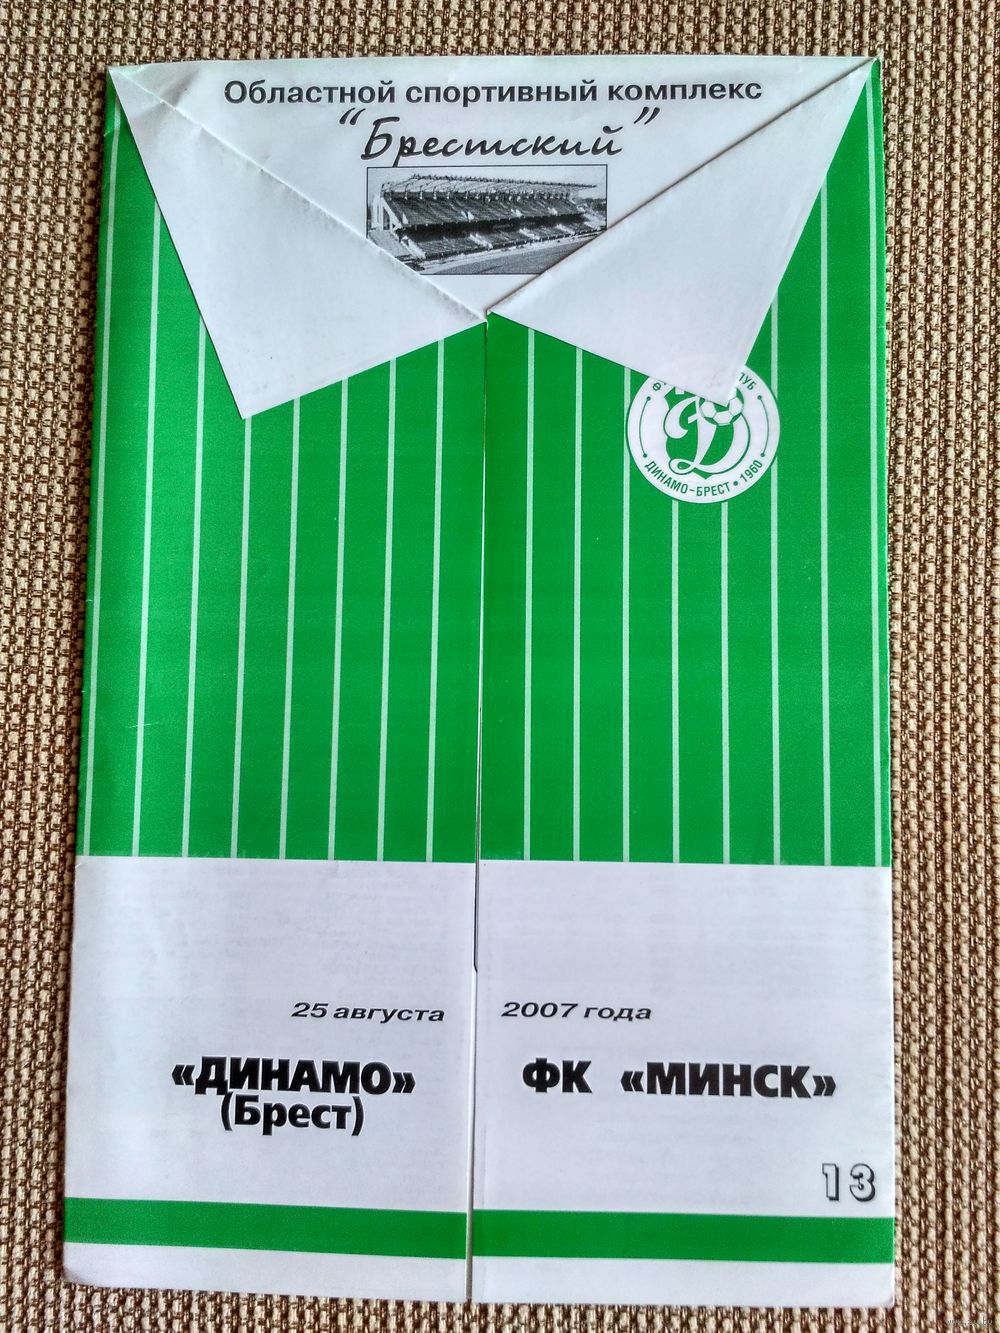 Областной спортивный комплекс
"Брестский"
ДИНАМО-БРЕСТ • 1960
25 августа 2007 года
«ДИНАМО» ФК «МИНСК»
(Брест)
13